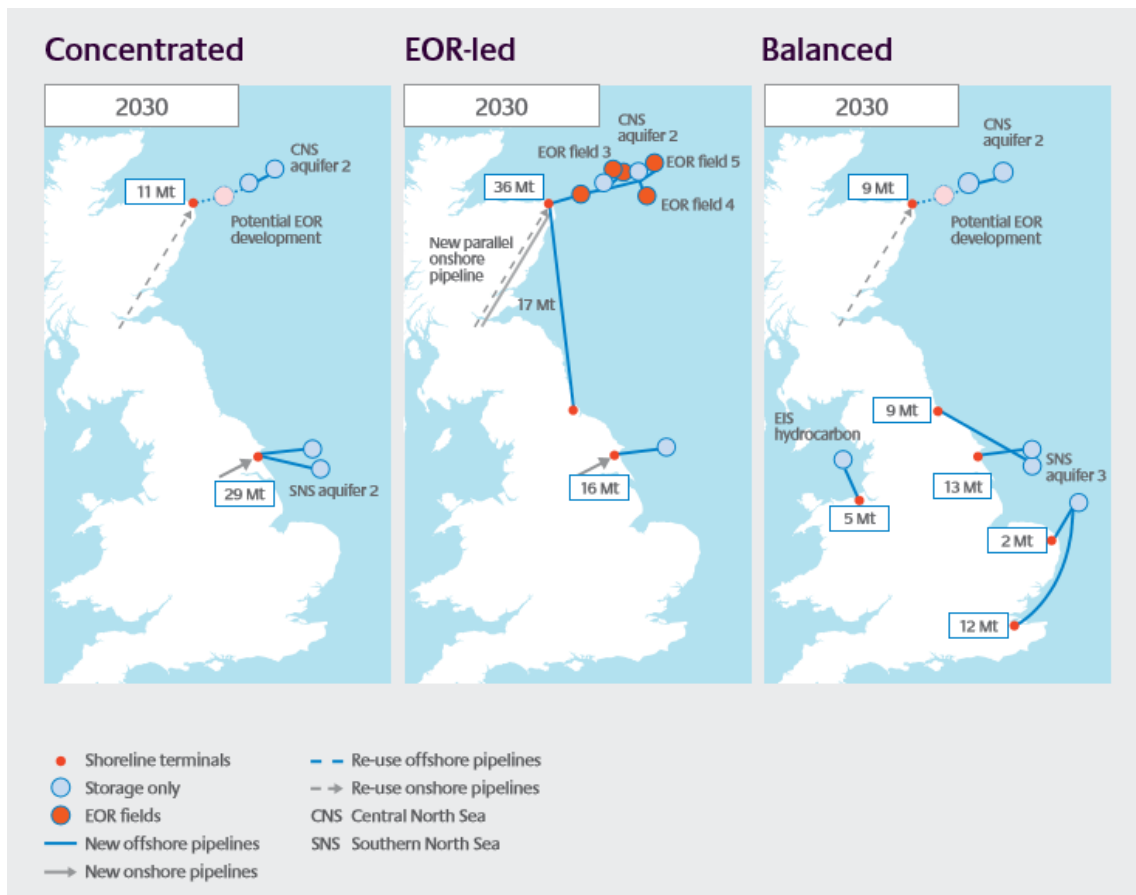 Concentrated
2030
CNS
aquifer 2
11 Mt
Potential EOR
development
29 Mt
SNS aquifer 2
EOR-led
2030
CNS
aquifer 2
EOR field 3
EOR field 5
36 Mt
EOR field 4
New parallel
onshore
pipeline
17 Mt
16 Mt
Balanced
2030
CNS
aquifer 2
9 Mt
Potential EOR
development
9 Mt
EIS
hydrocarbon
SNS
aquifer 3
13 Mt
5 Mt
2 Mt
12 Mt
Shoreline terminals
Storage only
EOR fields
New offshore pipelines
New onshore pipelines
Re-use offshore pipelines
Re-use onshore pipelines
CNS Central North Sea
SNS Southern North Sea